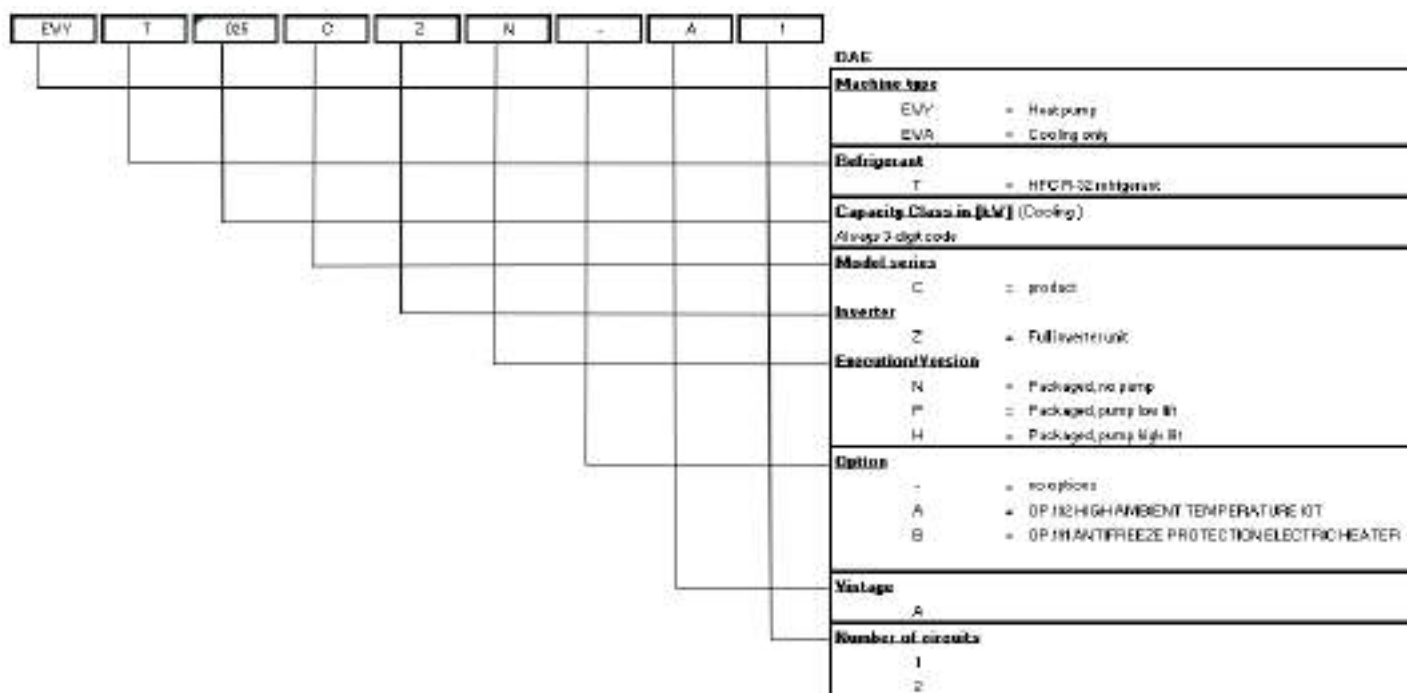 EWY T 025 C Z N - A 1
DAE
Machine type
EWY = Heat pump
EWA = Cooling only
Refrigerant
T = HFC R-32 refrigerant
Capacity Class in [kW] (Cooling)
Always 3-digit code
Model series
C = product
Inverter
Z = Full inverter unit
Execution/Version
N = Packaged, no pump
P = Packaged, pump low lift
H = Packaged, pump high lift
Option
- = no options
A = OP.192 HIGH AMBIENT TEMPERATURE KIT
B = OP.191 ANTIFREEZE PROTECTION ELECTRIC HEATER
Vintage
A
Number of circuits
1
2